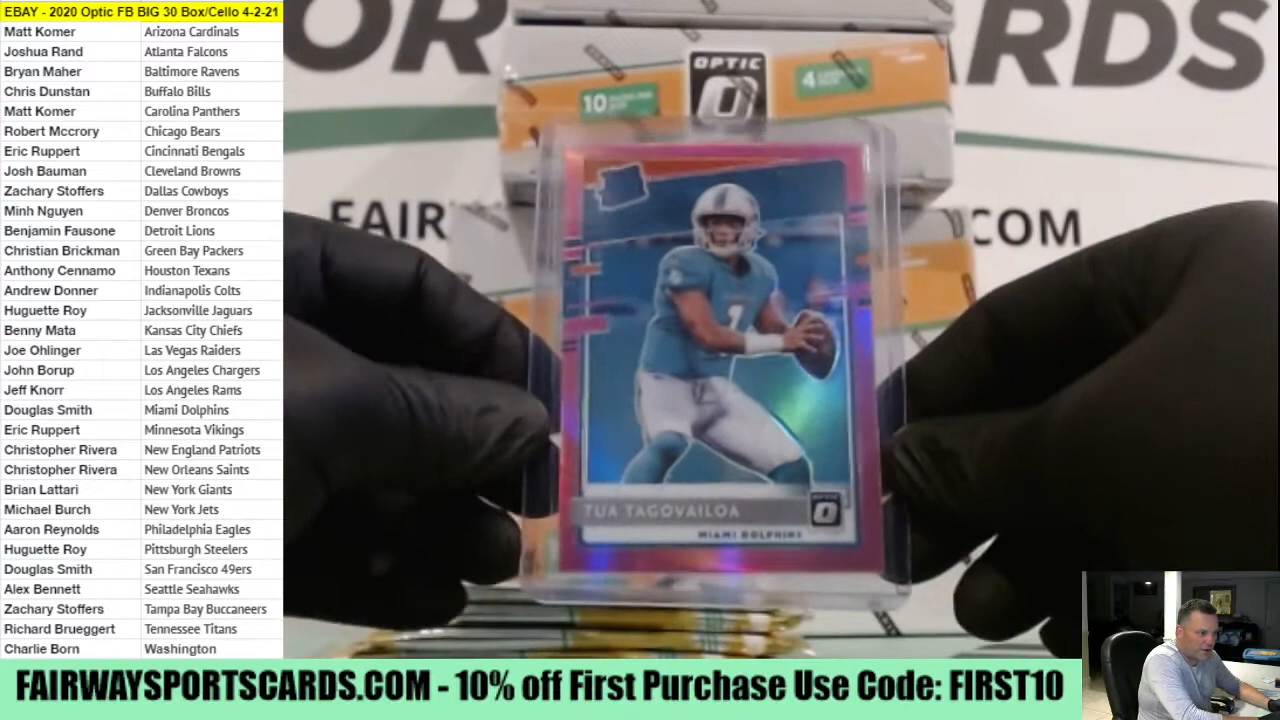 EBAY - 2020 Optic FB BIG 30 Box/Cello 4-2-21
Matt Komer Arizona Cardinals
Joshua Rand Atlanta Falcons
Bryan Maher Baltimore Ravens
Chris Dunstan Buffalo Bills
Matt Komer Carolina Panthers
Robert Mccrory Chicago Bears
Eric Ruppert Cincinnati Bengals
Josh Bauman Cleveland Browns
Zachary Stoffers Dallas Cowboys
Minh Nguyen Denver Broncos
Benjamin Fausone Detroit Lions
Christian Brickman Green Bay Packers
Anthony Cennamo Houston Texans
Andrew Donner Indianapolis Colts
Huguette Roy Jacksonville Jaguars
Benny Mata Kansas City Chiefs
Joe Ohlinger Las Vegas Raiders
John Borup Los Angeles Chargers
Jeff Knorr Los Angeles Rams
Douglas Smith Miami Dolphins
Eric Ruppert Minnesota Vikings
Christopher Rivera New England Patriots
Christopher Rivera New Orleans Saints
Brian Lattari New York Giants
Michael Burch New York Jets
Aaron Reynolds Philadelphia Eagles
Huguette Roy Pittsburgh Steelers
Douglas Smith San Francisco 49ers
Alex Bennett Seattle Seahawks
Zachary Stoffers Tampa Bay Buccaneers
Richard Brueggert Tennessee Titans
Charlie Born Washington
OR ARDS
OPTIC
10
4
FAIR .COM
1
TUA TAGOVAILOA
OPTIC
MIAMI DOLPHINS
FAIRWAYSPORTSCARDS.COM - 10% off First Purchase Use Code: FIRST10